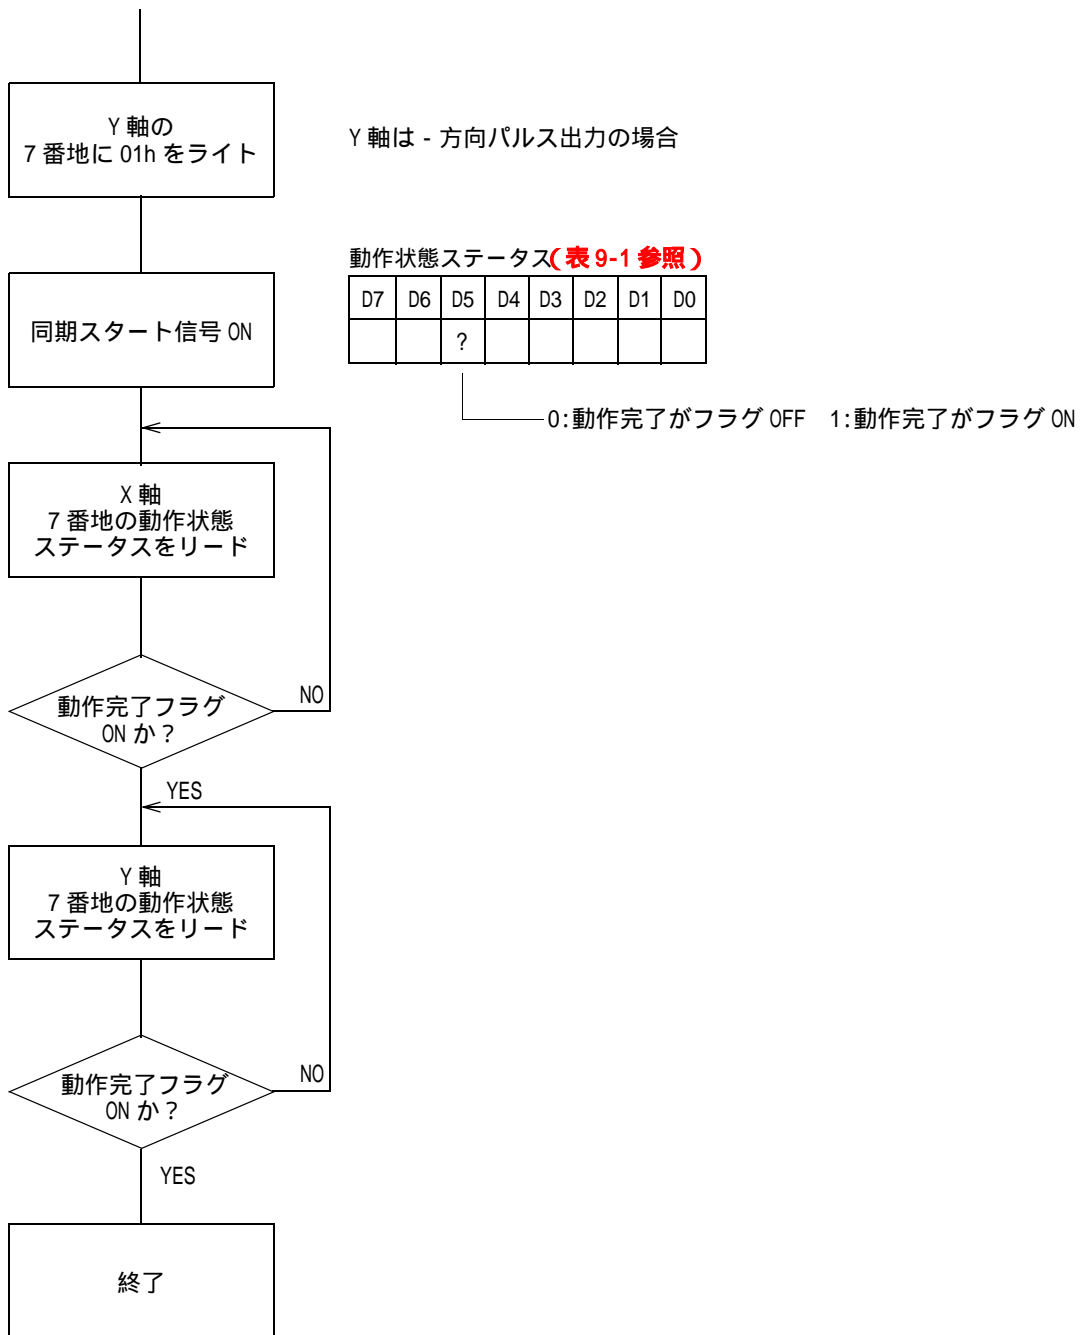 Y 軸の
7 番地に 01h をライト
Y 軸は - 方向パルス出力の場合
動作状態ステータス(表 9-1 参照)
同期スタート信号 ON
D7 D6 D5 D4 D3 D2 D1 D0
?
0:動作完了がフラグ OFF 1:動作完了がフラグ ON
X 軸
7 番地の動作状態
ステータスをリード
動作完了フラグ
ON か?
NO
YES
Y 軸
7 番地の動作状態
ステータスをリード
動作完了フラグ
ON か?
NO
YES
終了